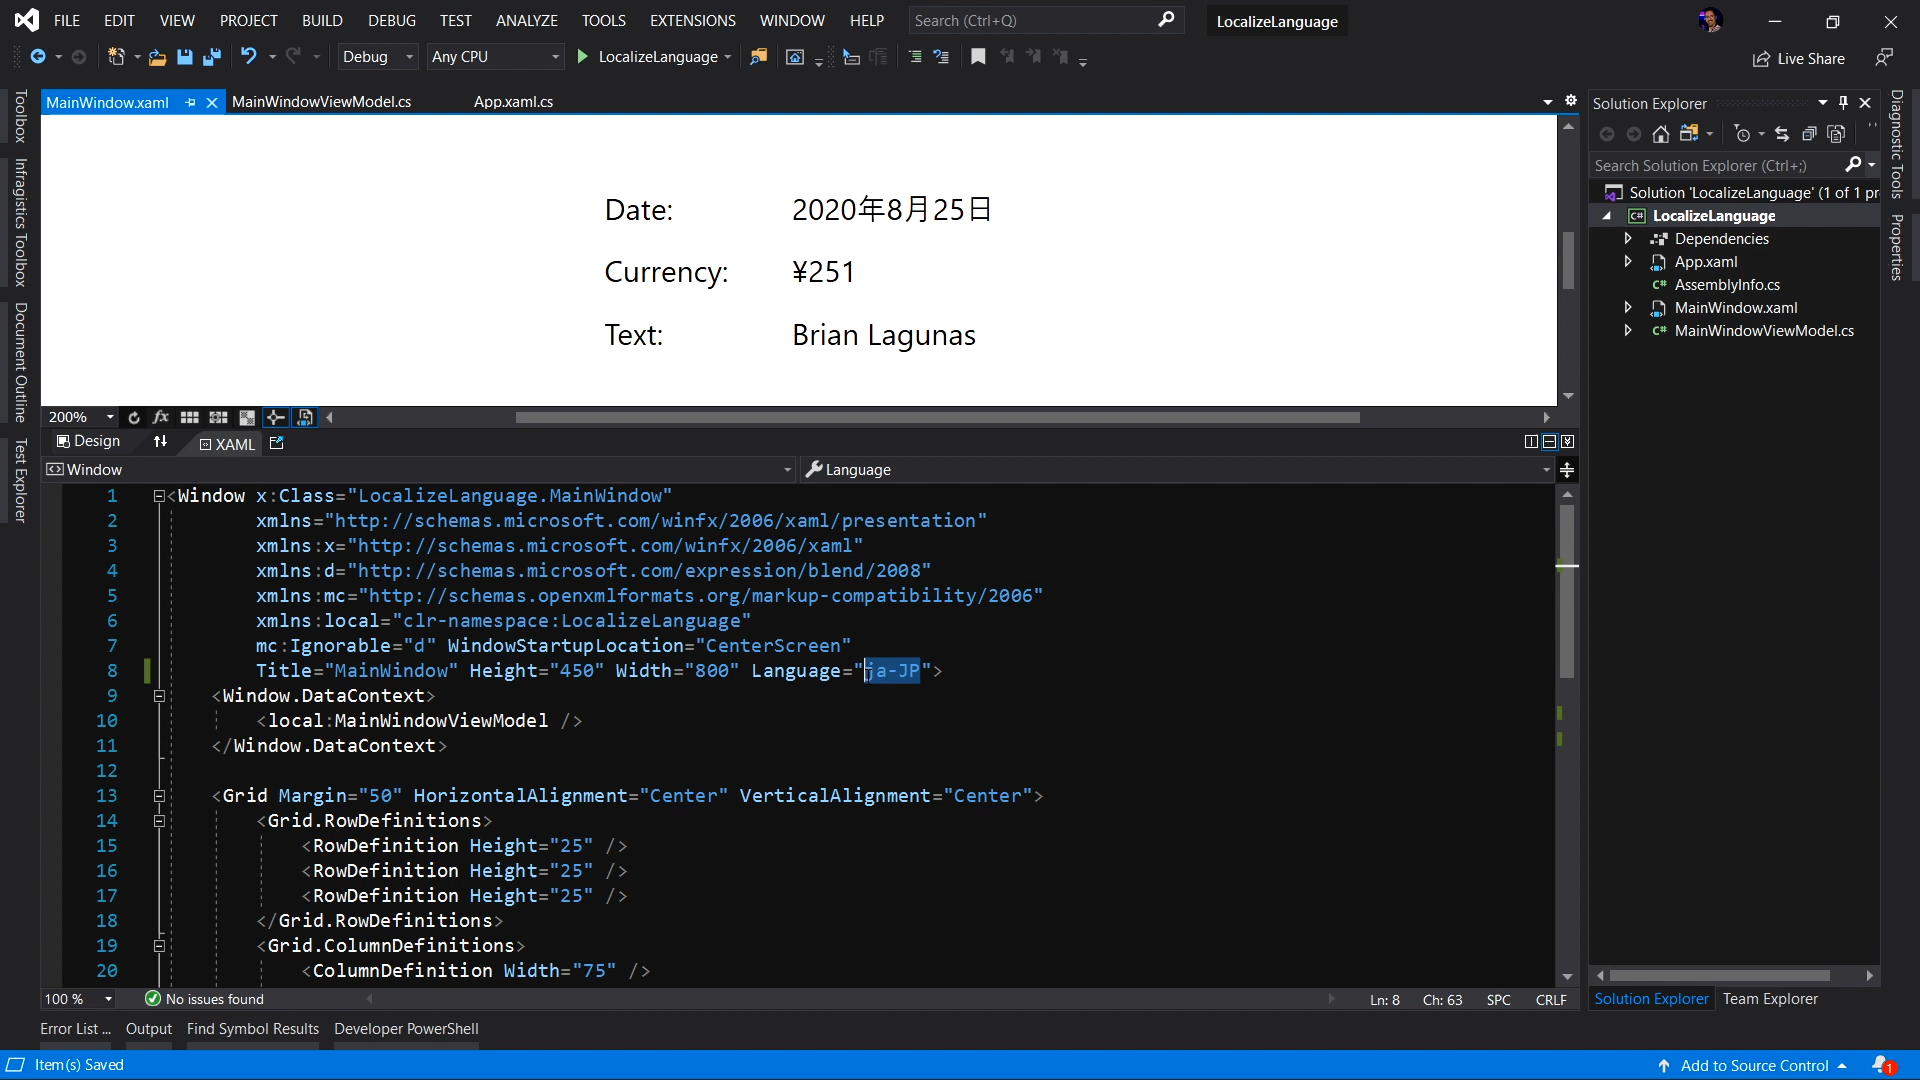 FILE EDIT VIEW PROJECT BUILD DEBUG TEST ANALYZE TOOLS EXTENSIONS WINDOW HELP Search (Ctrl+Q) LocalizeLanguage
Debug Any CPU LocalizeLanguage Live Share
MainWindow.xaml MainWindowViewModel.cs App.xaml.cs
Toolbox
Infragistics Toolbox
Document Outline
Test Explorer
Date: 2020年8月25日
Currency: ¥251
Text: Brian Lagunas
200% fx
Design XAML
Window Language
1 <Window x:Class="LocalizeLanguage.MainWindow"
2 xmlns="http://schemas.microsoft.com/winfx/2006/xaml/presentation"
3 xmlns:x="http://schemas.microsoft.com/winfx/2006/xaml"
4 xmlns:d="http://schemas.microsoft.com/expression/blend/2008"
5 xmlns:mc="http://schemas.openxmlformats.org/markup-compatibility/2006"
6 xmlns:local="clr-namespace:LocalizeLanguage"
7 mc:Ignorable="d" WindowStartupLocation="CenterScreen"
8 Title="MainWindow" Height="450" Width="800" Language="ja-JP">
9 <Window.DataContext>
10 <local:MainWindowViewModel />
11 </Window.DataContext>
12
13 <Grid Margin="50" HorizontalAlignment="Center" VerticalAlignment="Center">
14 <Grid.RowDefinitions>
15 <RowDefinition Height="25" />
16 <RowDefinition Height="25" />
17 <RowDefinition Height="25" />
18 </Grid.RowDefinitions>
19 <Grid.ColumnDefinitions>
20 <ColumnDefinition Width="75" />
100 % No issues found Ln: 8 Ch: 63 SPC CRLF
Error List ... Output Find Symbol Results Developer PowerShell
Solution Explorer
Search Solution Explorer (Ctrl+;)
Solution 'LocalizeLanguage' (1 of 1 pr
C# LocalizeLanguage
Dependencies
App.xaml
C# AssemblyInfo.cs
MainWindow.xaml
C# MainWindowViewModel.cs
Solution Explorer Team Explorer
Diagnostic Tools
Properties
Item(s) Saved Add to Source Control 1